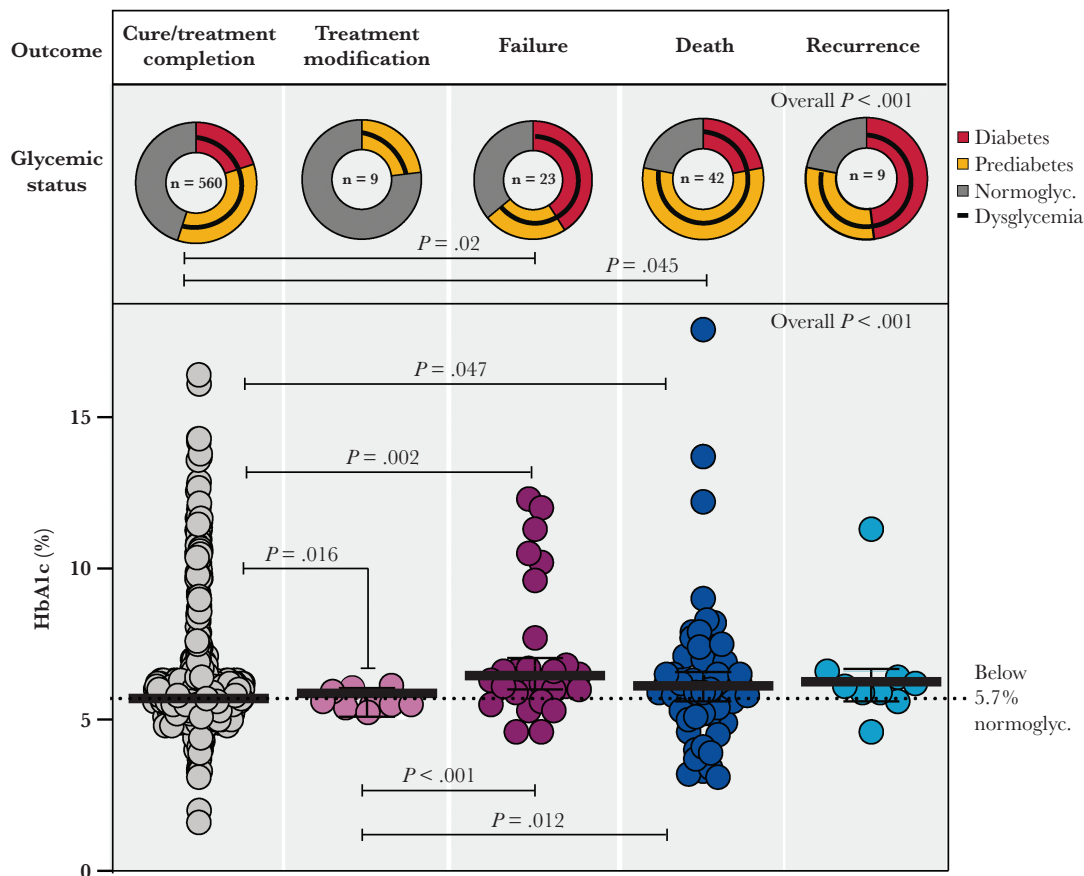 Outcome
Cure/treatment
completion
Treatment
modification
Failure
Death
Recurrence
Overall P < .001
Glycemic
status
n = 560
n = 9
n = 23
n = 42
n = 9
Diabetes
Prediabetes
Normoglyc.
Dysglycemia
P = .02
P = .045
Overall P < .001
P = .047
P = .002
P = .016
P < .001
P = .012
HbA1c (%)
15
10
5
0
Below
5.7%
normoglyc.